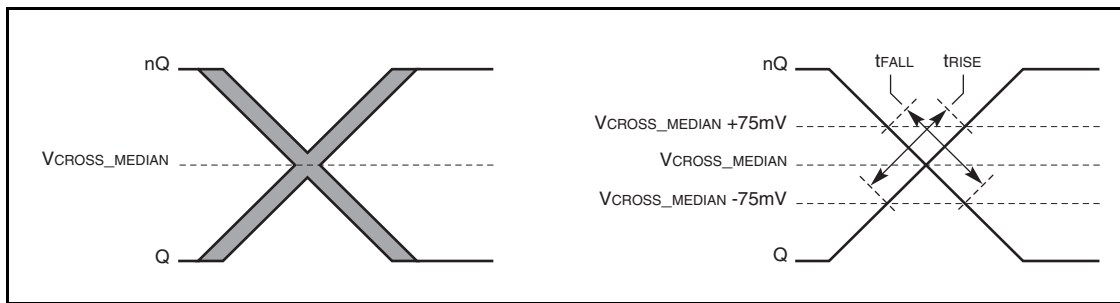 nQ
VCROSS_MEDIAN
Q
nQ
tFALL
tRISE
VCROSS_MEDIAN +75mV
VCROSS_MEDIAN
VCROSS_MEDIAN -75mV
Q